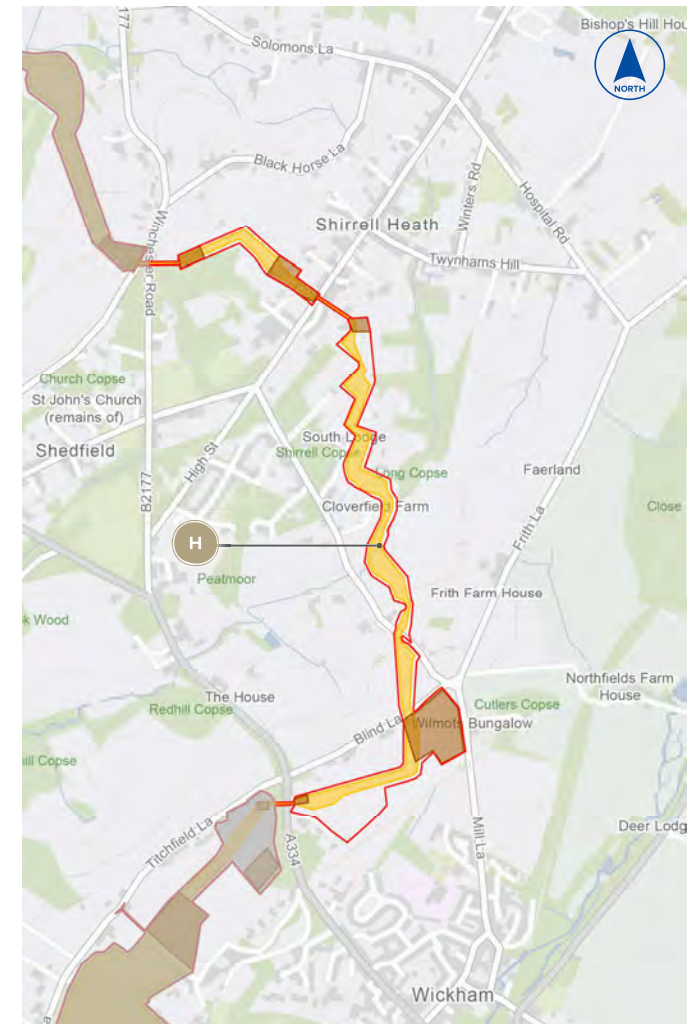 177
Solomons La
Bishop's Hill Hou
NORTH
Black Horse La
Winters Rd
Hospital Rd
Shirrell Heath
Winchester Road
Twynhams Hill
Church Copse
St John's Church
(remains of)
Shedfield
High St
South Lodge
Shirrell Copse
Long Copse
Faerland
B2177
Cloverfield Farm
Close
Frith La
H
Peatmoor
Frith Farm House
k Wood
Northfields Farm
House
The House
Redhill Copse
Cutlers Copse
Blind La
Wilmots Bungalow
ill Copse
Titchfield La
A334
Mill La
Deer Lodg
Wickham
a